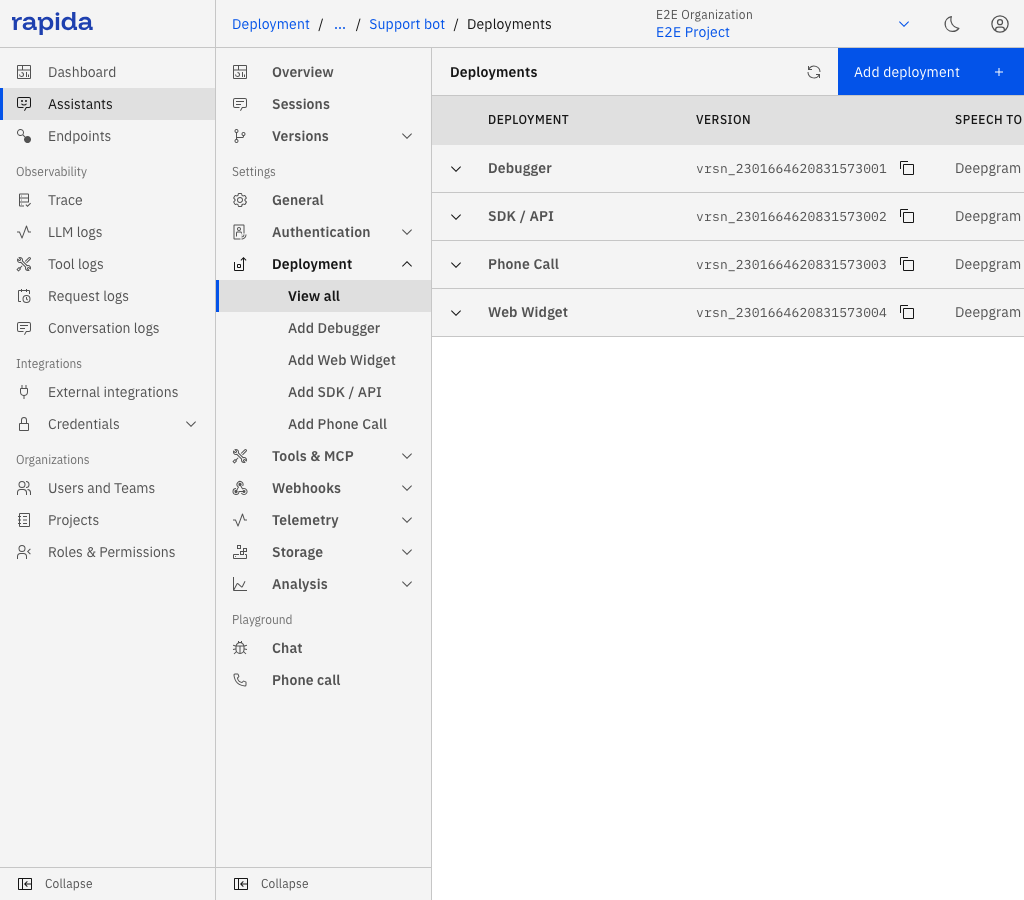 rapida
Deployment / ... / Support bot / Deployments
E2E Organization
E2E Project
Dashboard
Assistants
Endpoints
Observability
Trace
LLM logs
Tool logs
Request logs
Conversation logs
Integrations
External integrations
Credentials
Organizations
Users and Teams
Projects
Roles & Permissions
Collapse
Overview
Sessions
Versions
Settings
General
Authentication
Deployment
View all
Add Debugger
Add Web Widget
Add SDK / API
Add Phone Call
Tools & MCP
Webhooks
Telemetry
Storage
Analysis
Playground
Chat
Phone call
Collapse
Deployments
Add deployment +
DEPLOYMENT VERSION SPEECH TO
Debugger vrsn_2301664620831573001 Deepgram
SDK / API vrsn_2301664620831573002 Deepgram
Phone Call vrsn_2301664620831573003 Deepgram
Web Widget vrsn_2301664620831573004 Deepgram